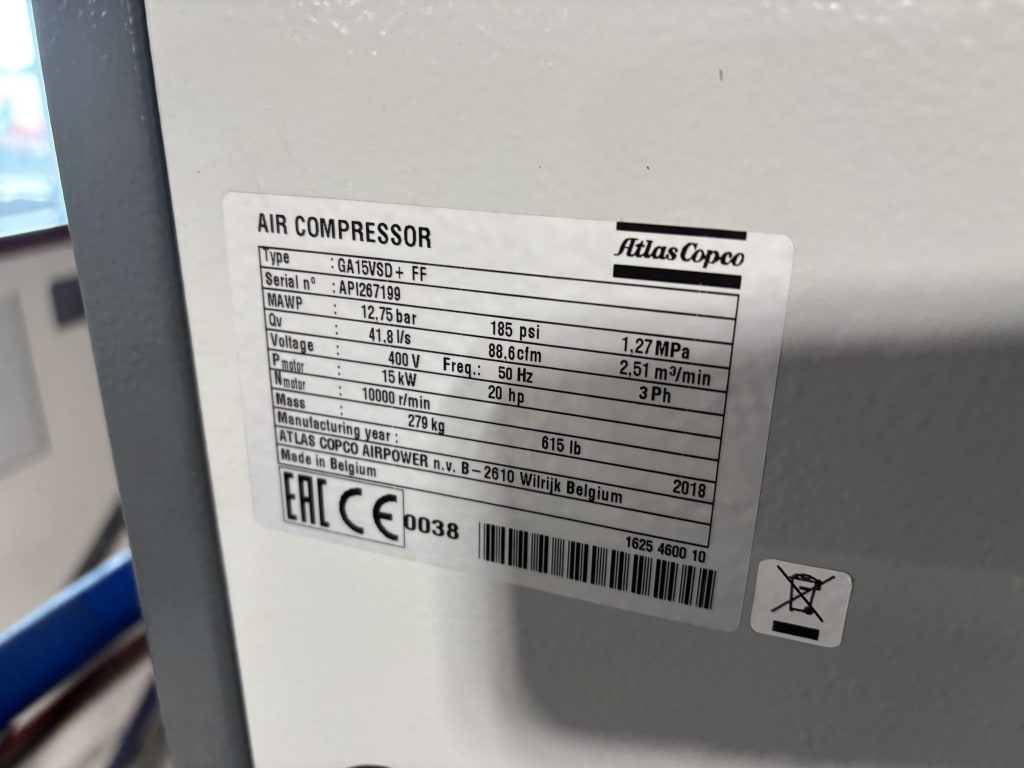 AIR COMPRESSOR
Atlas Copco
Type : GA15VSD+ FF
Serial n° : API267199
MAWP : 12,75 bar 185 psi 1,27 MPa
Qv : 41.8 l/s 88,6cfm 2,51 m³/min
Voltage : 400 V Freq.: 50 Hz 3 Ph
Pmotor : 15 kW 20 hp
Nmotor : 10000 r/min
Mass : 279 kg 615 lb
Manufacturing year : 2018
ATLAS COPCO AIRPOWER n.v. B-2610 Wilrijk Belgium
Made in Belgium
EAC CE 0038
1625 4600 10